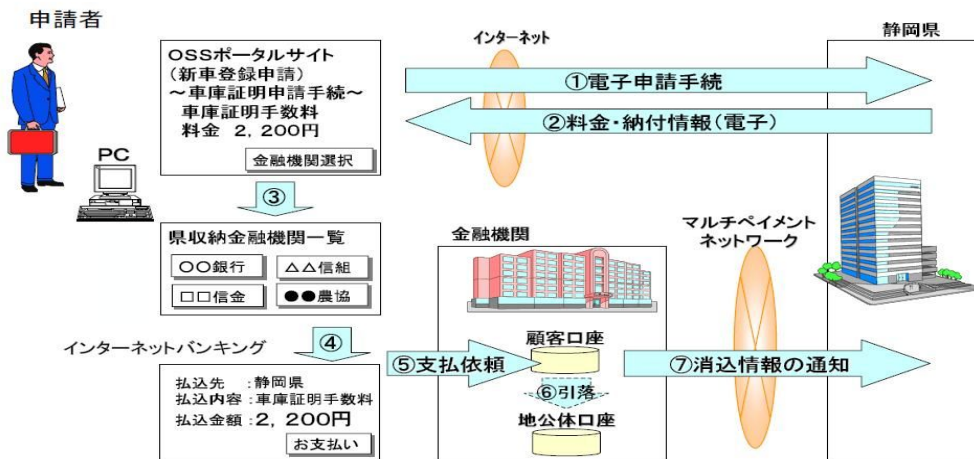 申請者
静岡県
インターネット
OSSポータルサイト
(新車登録申請)
～車庫証明申請手続～
車庫証明手数料
料金 2,200円
金融機関選択
①電子申請手続
②料金・納付情報(電子)
PC
③
県収納金融機関一覧
○○銀行
△△信組
□□信金
●●農協
金融機関
マルチペイメント
ネットワーク
④
インターネットバンキング
払込先 :静岡県
払込内容:車庫証明手数料
払込金額:2,200円
お支払い
⑤支払依頼
顧客口座
⑥引落
地公体口座
⑦消込情報の通知